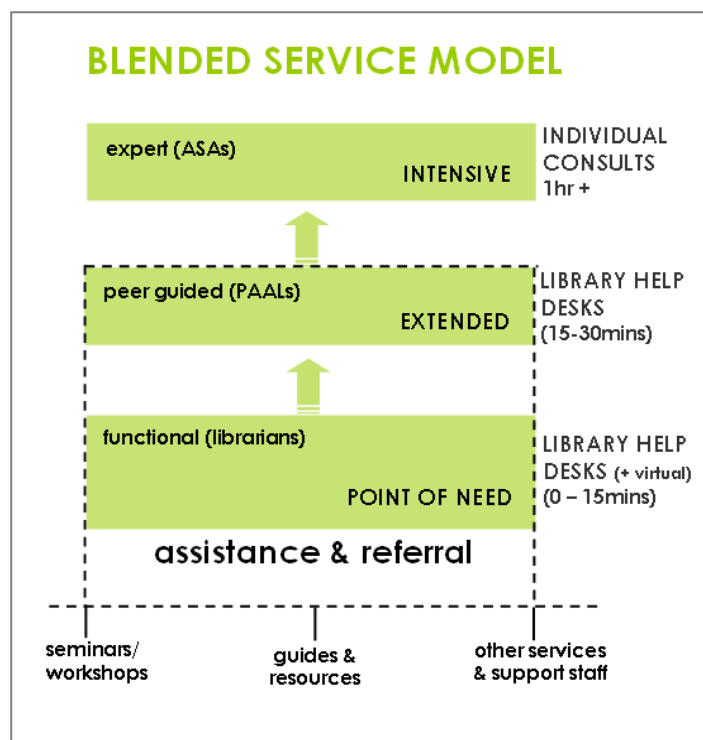 BLENDED SERVICE MODEL
expert (ASAs)
INTENSIVE
INDIVIDUAL
CONSULTS
1hr +
peer guided (PAALs)
EXTENDED
LIBRARY HELP
DESKS
(15-30mins)
functional (librarians)
POINT OF NEED
LIBRARY HELP
DESKS (+ virtual)
(0 – 15mins)
assistance & referral
seminars/
workshops
guides &
resources
other services
& support staff